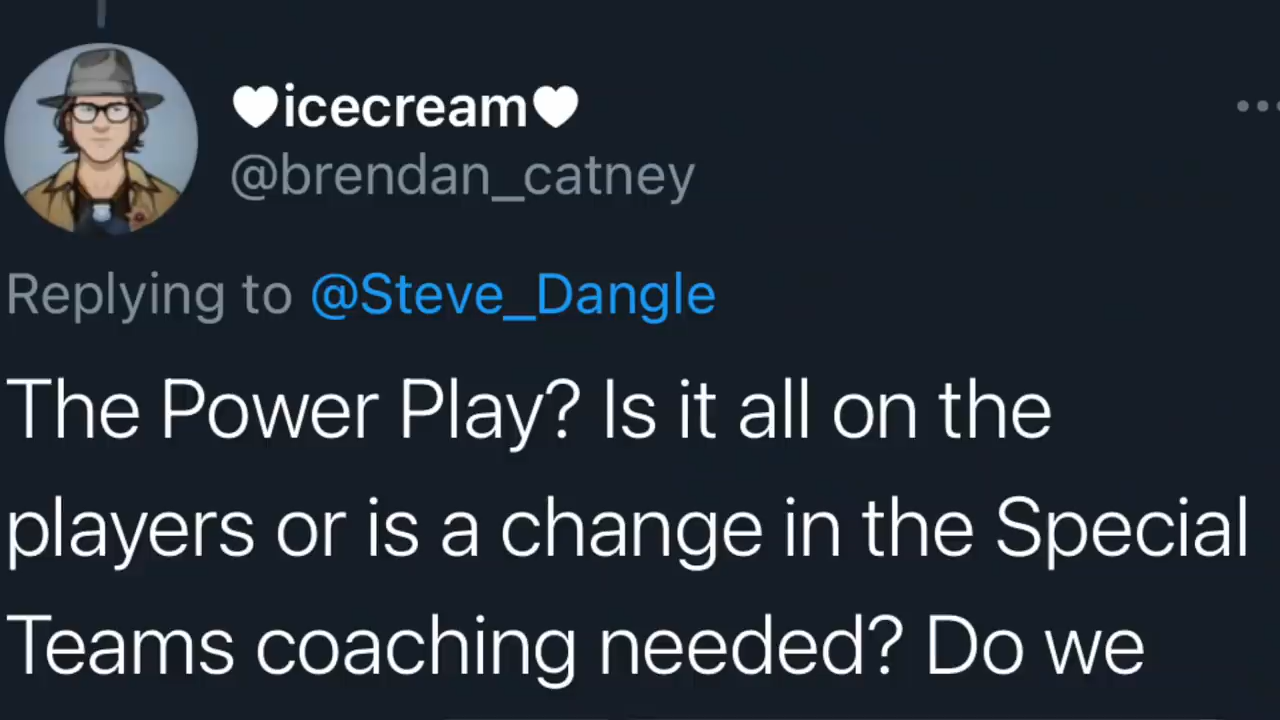 🤍icecream🤍
@brendan_catney
Replying to @Steve_Dangle
The Power Play? Is it all on the
players or is a change in the Special
Teams coaching needed? Do we